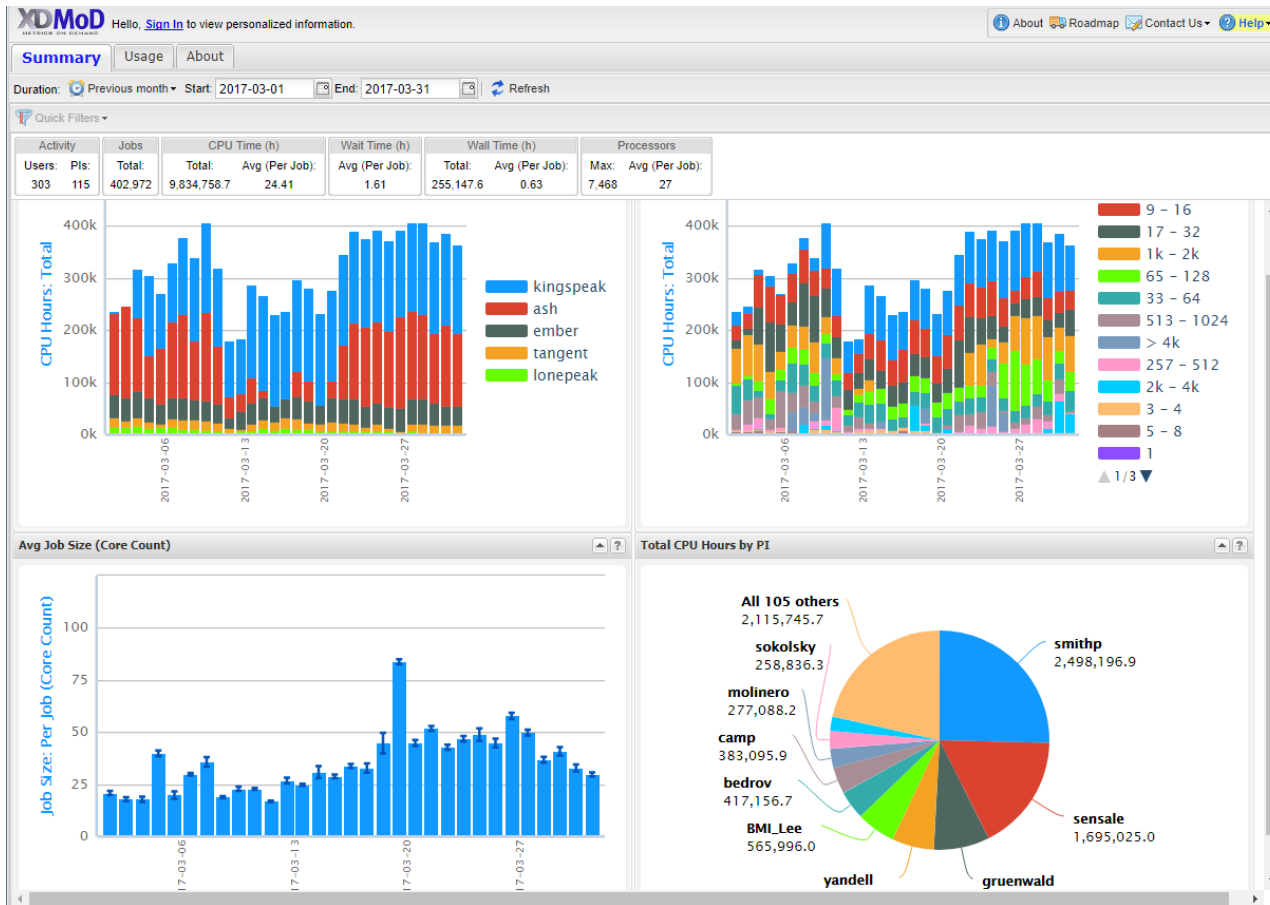 XDMoD Hello, Sign In to view personalized information.
METRICS ON DEMAND
About Roadmap Contact Us Help
Summary Usage About
Duration: Previous month Start: 2017-03-01 End: 2017-03-31 Refresh
Quick Filters
Activity Jobs CPU Time (h) Wait Time (h) Wall Time (h) Processors
Users: PIs: Total: Total: Avg (Per Job): Avg (Per Job): Total: Avg (Per Job): Max: Avg (Per Job):
303 115 402,972 9,834,758.7 24.41 1.61 255,147.6 0.63 7,468 27
CPU Hours: Total
400k
300k
200k
100k
0k
2017-03-06
2017-03-13
2017-03-20
2017-03-27
kingspeak
ash
ember
tangent
lonepeak
CPU Hours: Total
400k
300k
200k
100k
0k
2017-03-06
2017-03-13
2017-03-20
2017-03-27
9 - 16
17 - 32
1k - 2k
65 - 128
33 - 64
513 - 1024
> 4k
257 - 512
2k - 4k
3 - 4
5 - 8
1
1/3
Avg Job Size (Core Count) ?
Job Size: Per Job (Core Count)
100
75
50
25
0
17-03-06
17-03-13
17-03-20
17-03-27
Total CPU Hours by PI ?
All 105 others
2,115,745.7
sokolsky
258,836.3
molinero
277,088.2
camp
383,095.9
bedrov
417,156.7
BMI_Lee
565,996.0
yandell
gruenwald
sensale
1,695,025.0
smithp
2,498,196.9